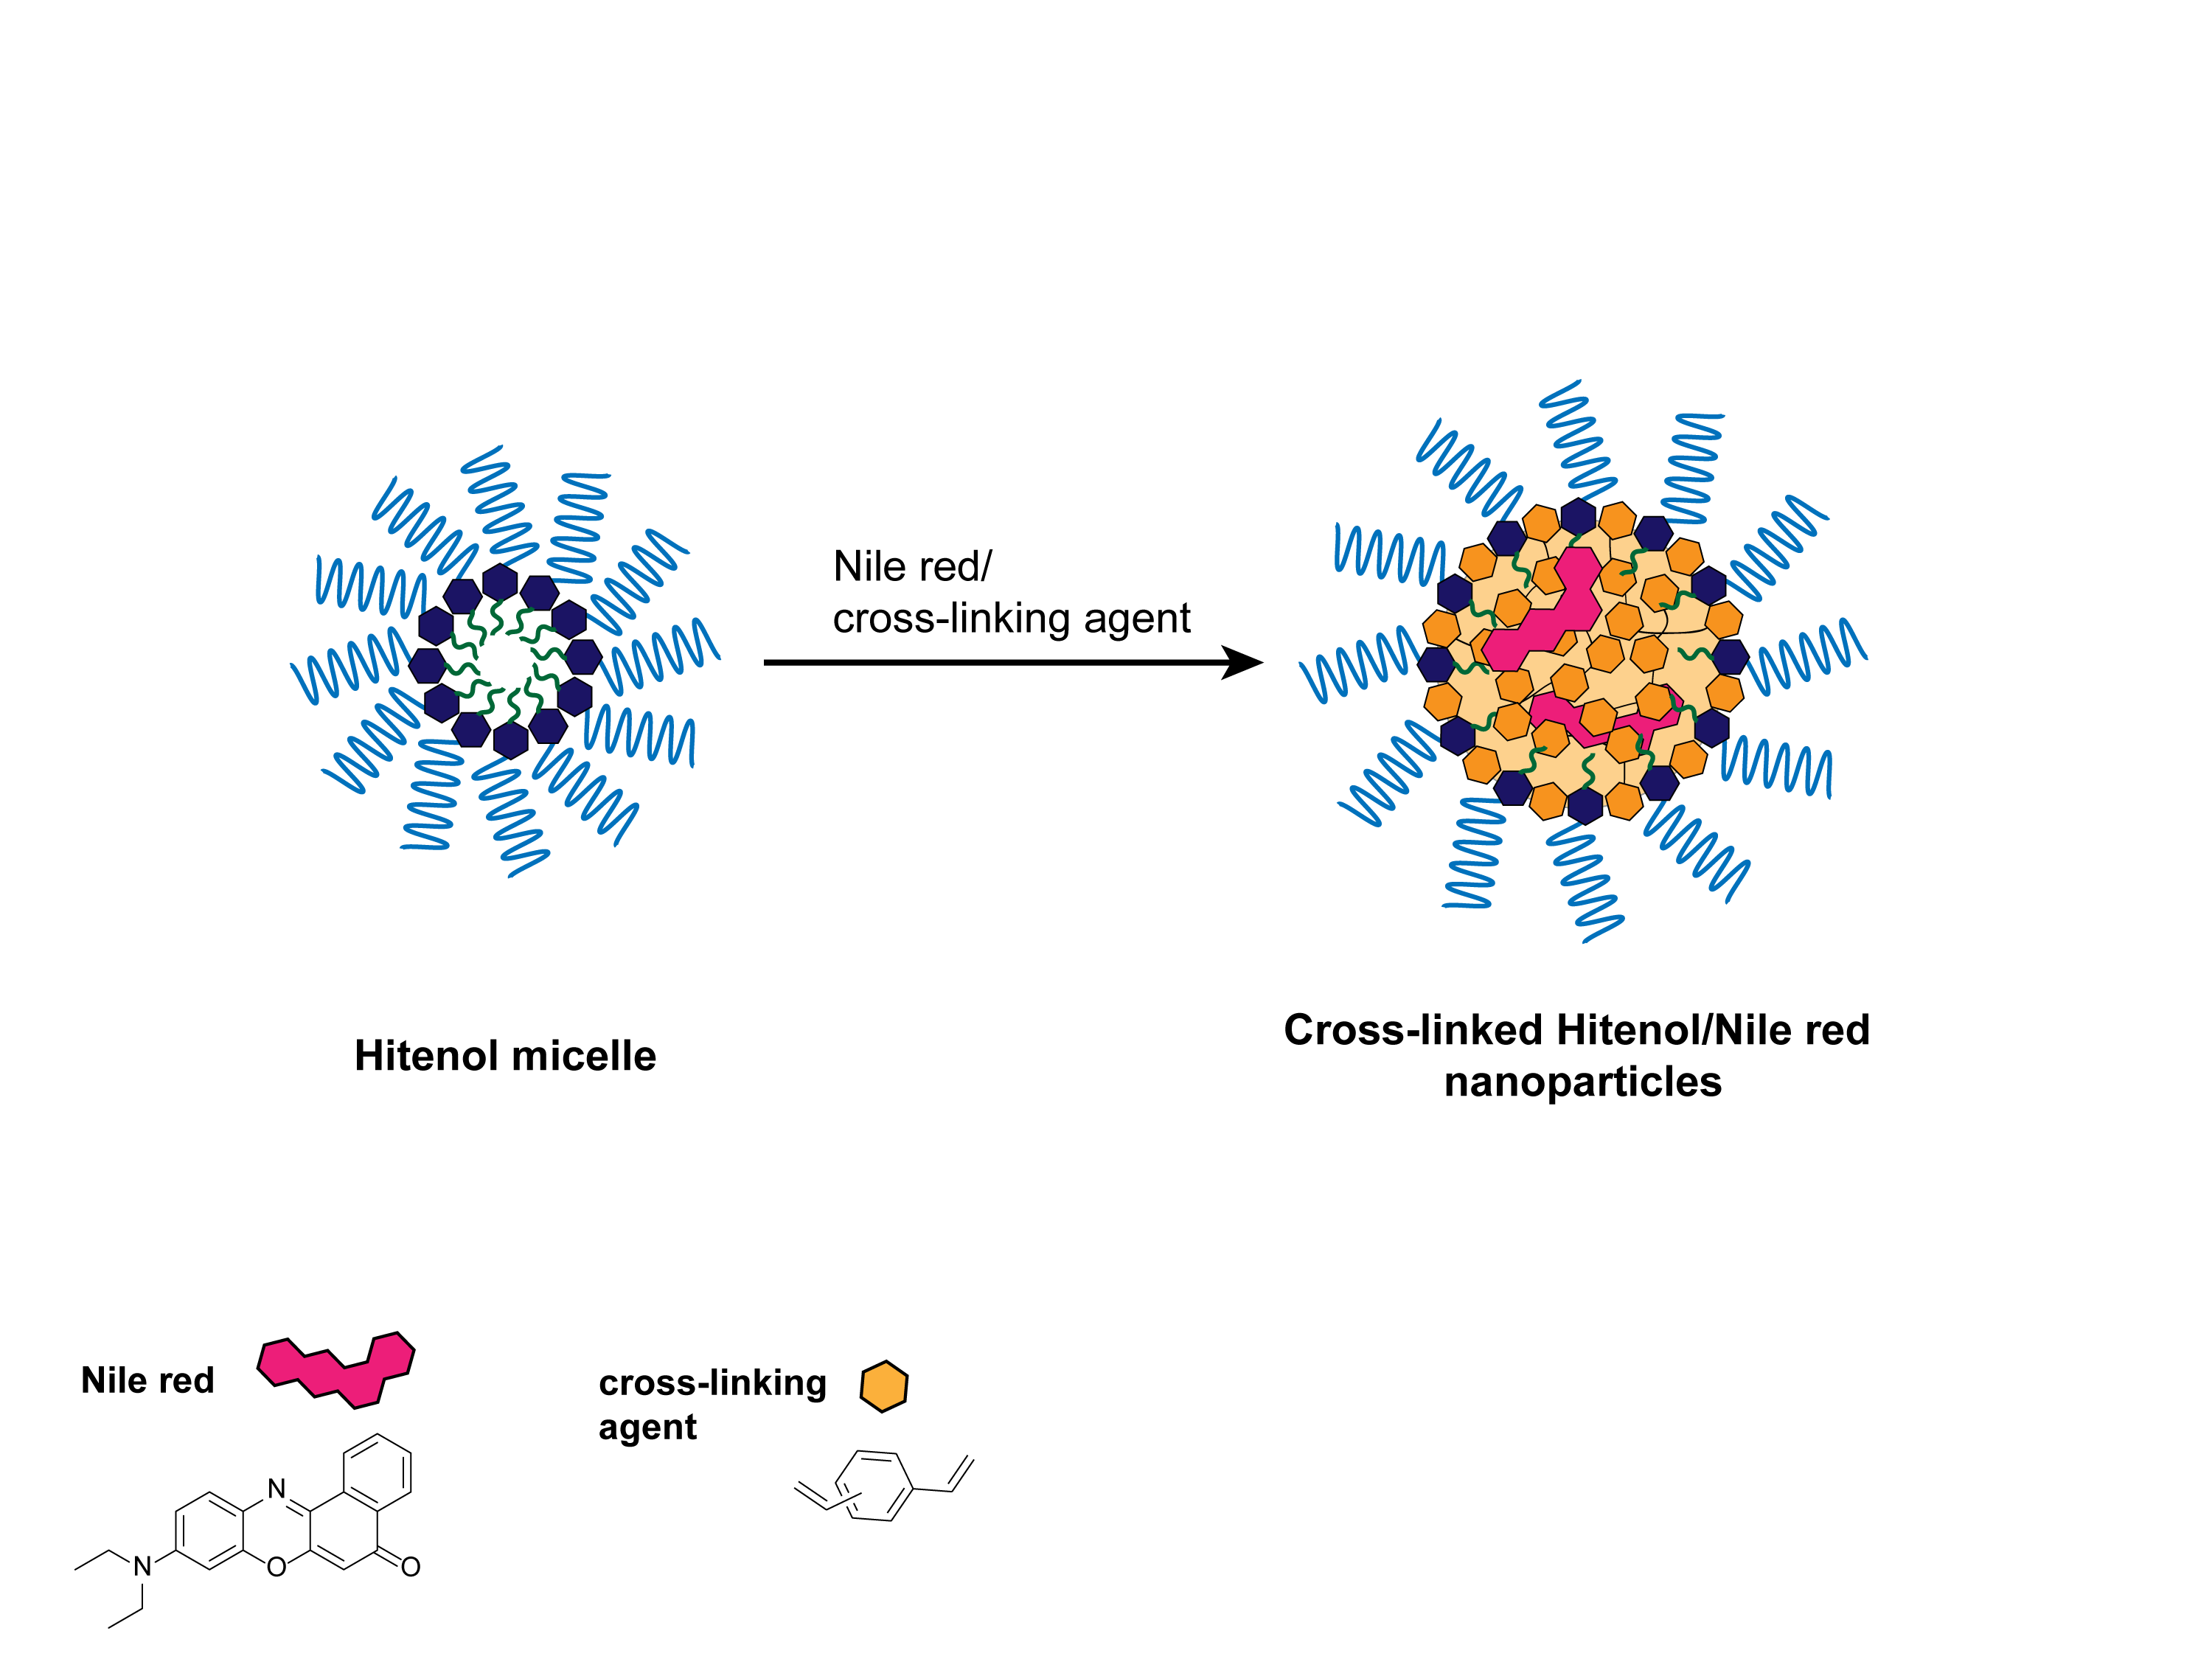 Nile red/
cross-linking agent
Hitenol micelle
Cross-linked Hitenol/Nile red
nanoparticles
Nile red
cross-linking
agent
N
N
O
O